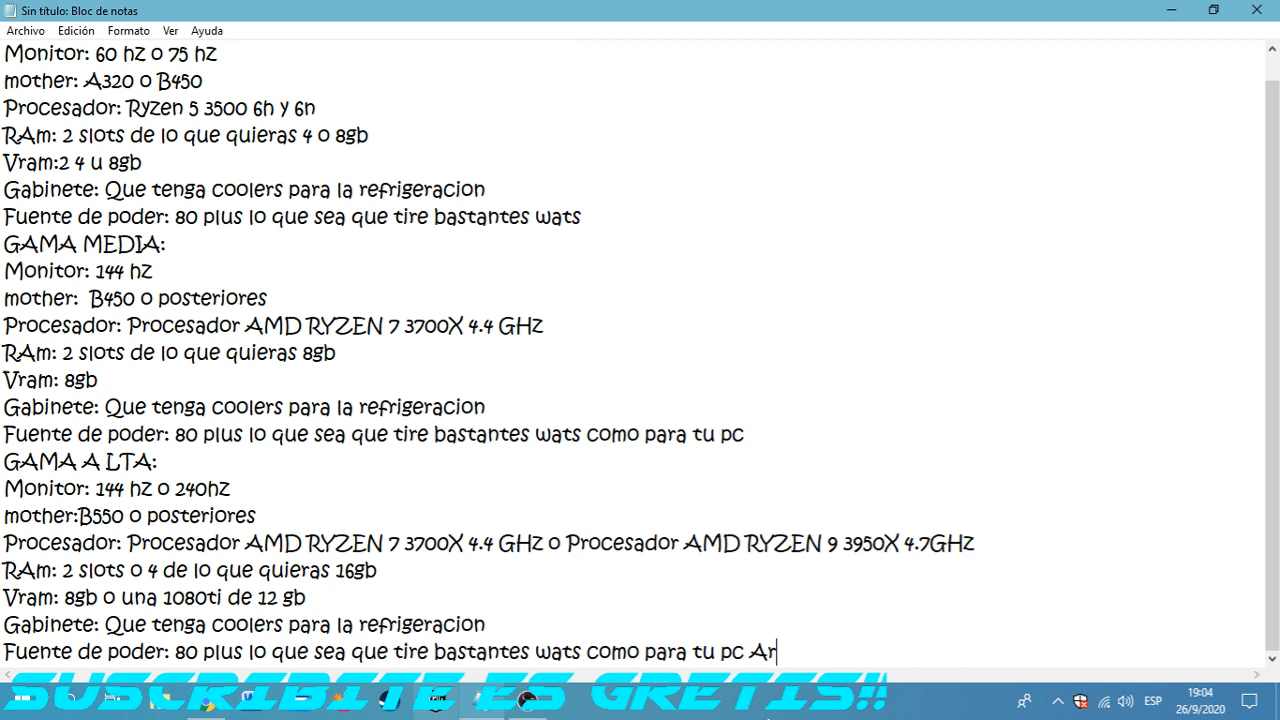 Sin título: Bloc de notas
Archivo Edición Formato Ver Ayuda
Monitor: 60 hz o 75 hz
mother: A320 o B450
Procesador: Ryzen 5 3500 6h y 6n
RAm: 2 slots de lo que quieras 4 o 8gb
Vram:2 4 u 8gb
Gabinete: Que tenga coolers para la refrigeracion
Fuente de poder: 80 plus lo que sea que tire bastantes wats
GAMA MEDIA:
Monitor: 144 hz
mother:  B450 o posteriores
Procesador: Procesador AMD RYZEN 7 3700X 4.4 GHz
RAm: 2 slots de lo que quieras 8gb
Vram: 8gb
Gabinete: Que tenga coolers para la refrigeracion
Fuente de poder: 80 plus lo que sea que tire bastantes wats como para tu pc
GAMA A LTA:
Monitor: 144 hz o 240hz
mother:B550 o posteriores
Procesador: Procesador AMD RYZEN 7 3700X 4.4 GHz o Procesador AMD RYZEN 9 3950X 4.7GHz
RAm: 2 slots o 4 de lo que quieras 16gb
Vram: 8gb o una 1080ti de 12 gb
Gabinete: Que tenga coolers para la refrigeracion
Fuente de poder: 80 plus lo que sea que tire bastantes wats como para tu pc Ar
SUSCRIBITE ES GRETIS!!
ESP
19:04
26/9/2020